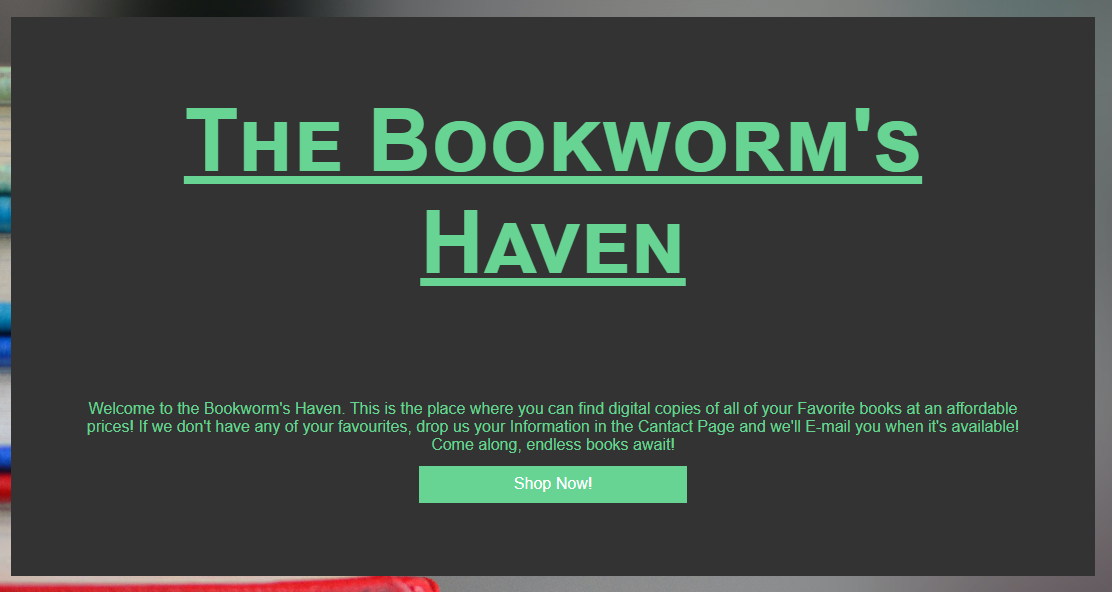 The Bookworm's
Haven
Welcome to the Bookworm's Haven. This is the place where you can find digital copies of all of your Favorite books at an affordable
prices! If we don't have any of your favourites, drop us your Information in the Cantact Page and we'll E-mail you when it's available!
Come along, endless books await!
Shop Now!